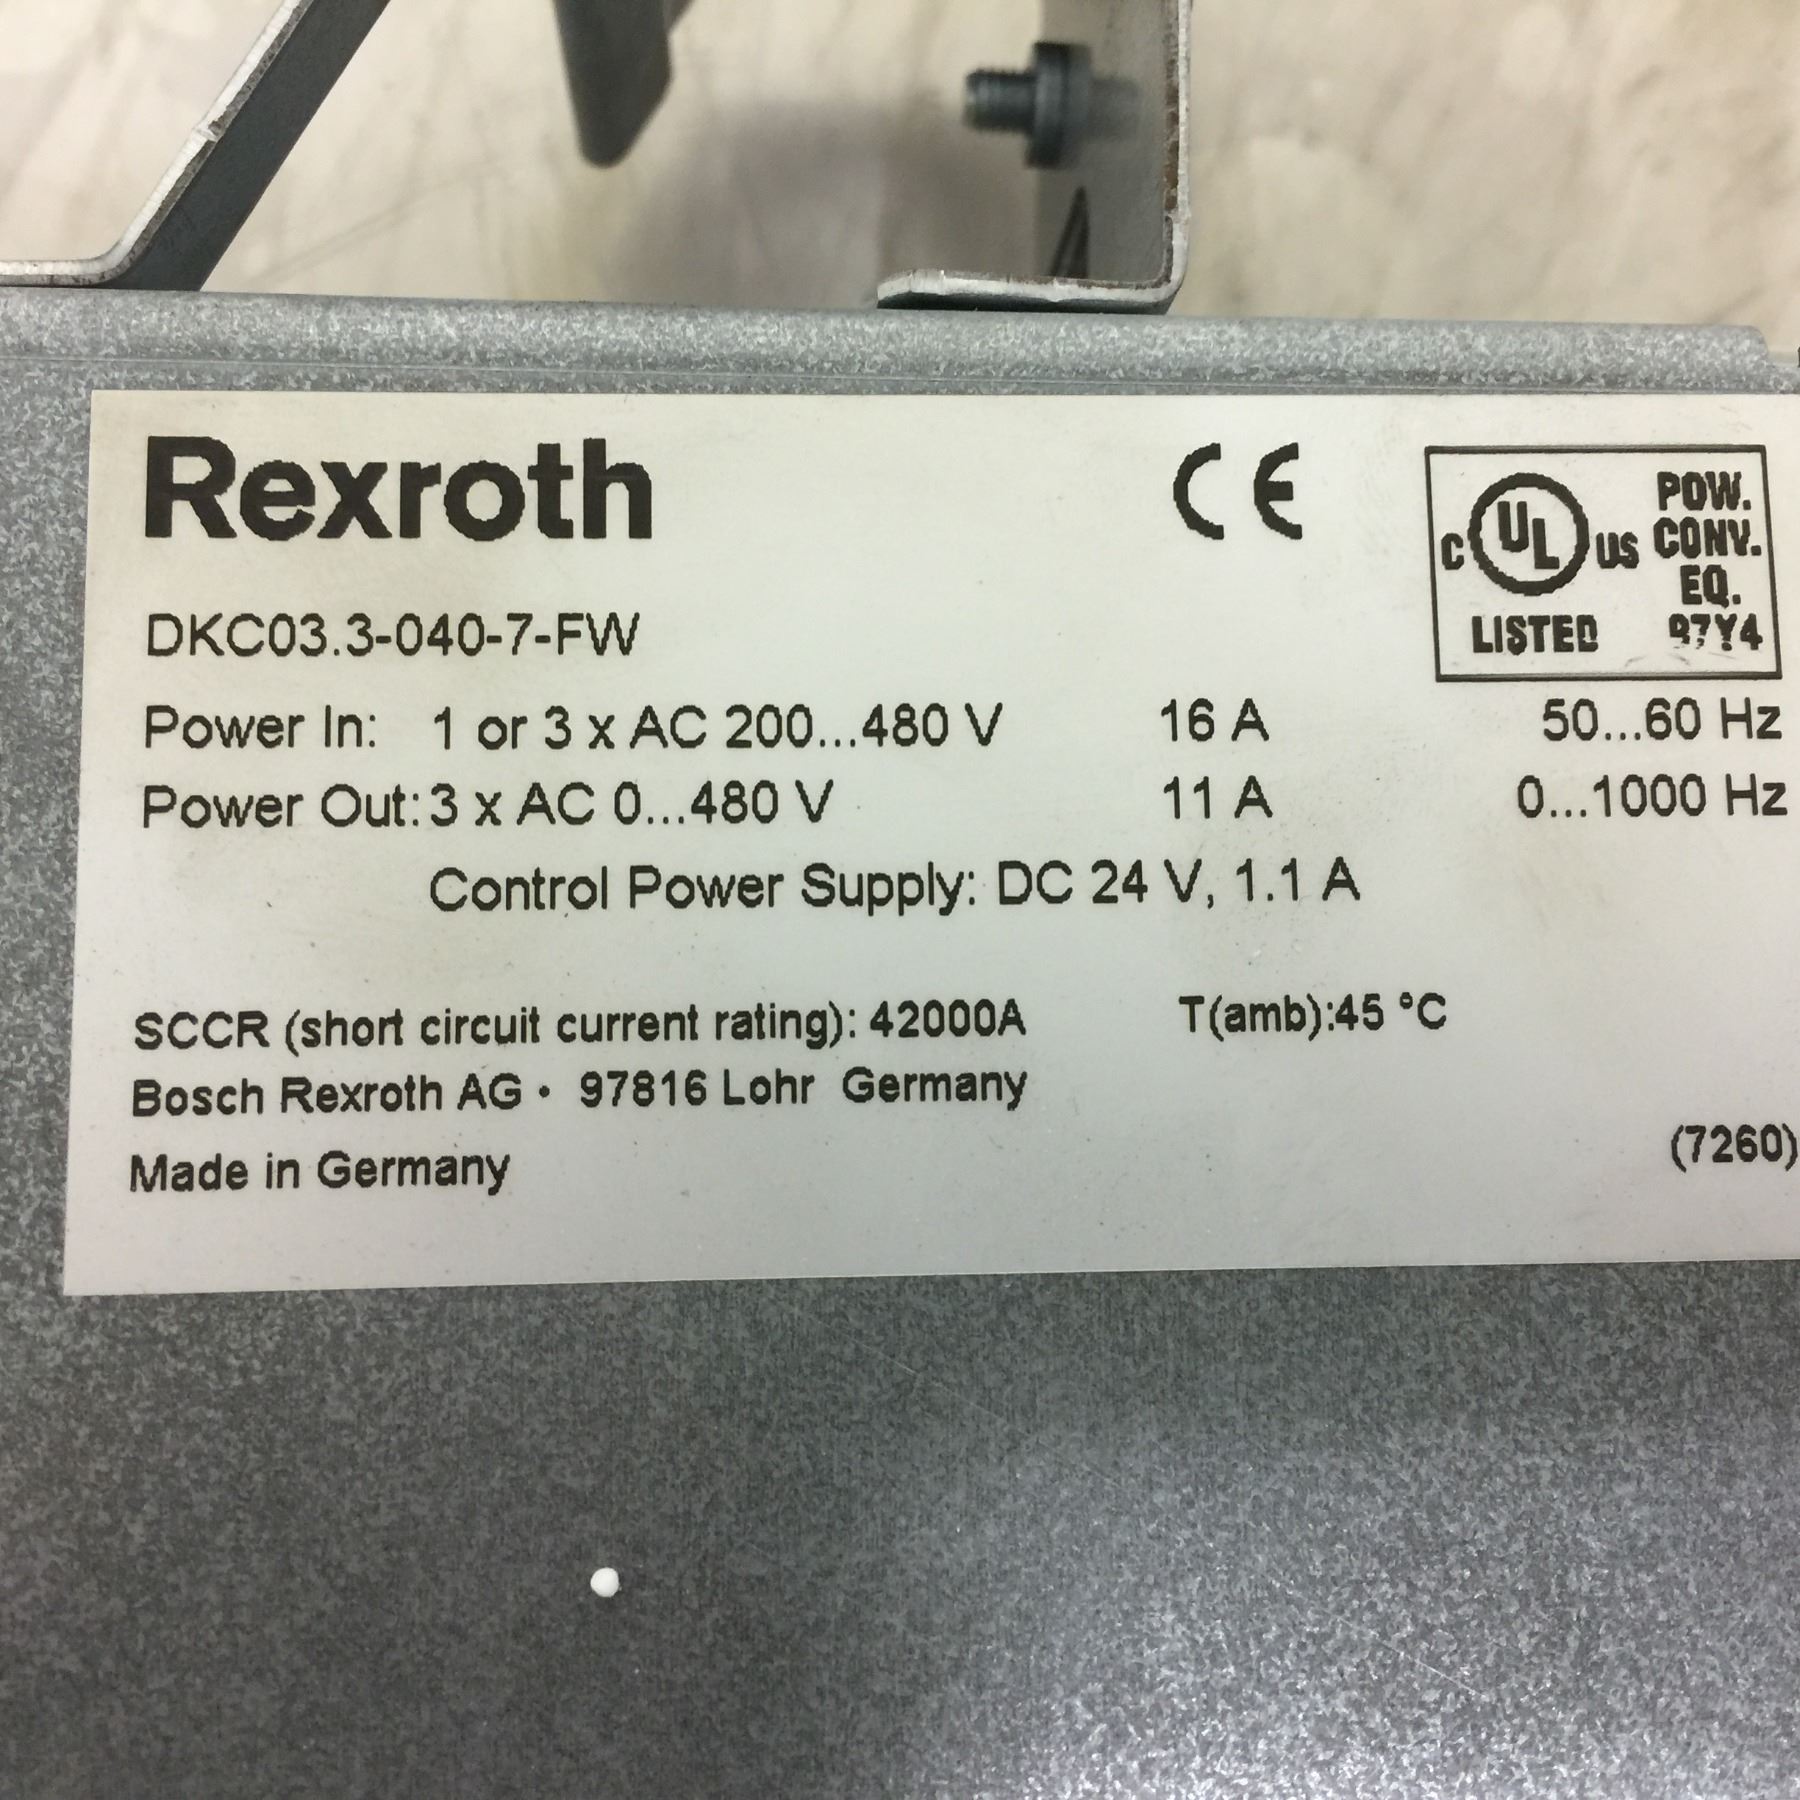 Rexroth
CE
C UL US LISTED
POW.
CONV.
EQ.
97Y4
DKC03.3-040-7-FW
Power In: 1 or 3 x AC 200...480 V 16 A 50...60 Hz
Power Out: 3 x AC 0...480 V 11 A 0...1000 Hz
Control Power Supply: DC 24 V, 1.1 A
SCCR (short circuit current rating): 42000A T(amb):45 °C
Bosch Rexroth AG • 97816 Lohr Germany
Made in Germany (7260)